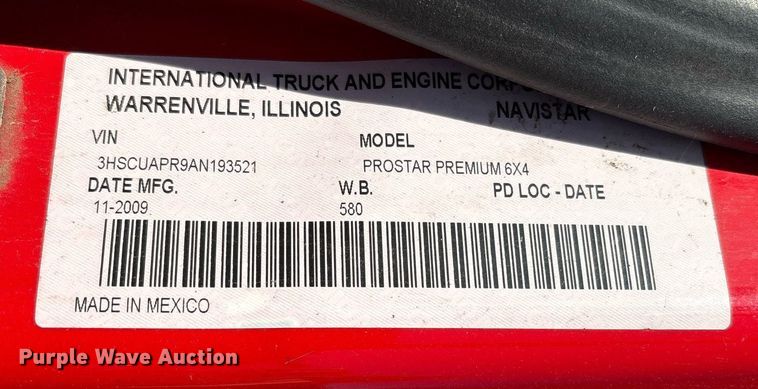 INTERNATIONAL TRUCK AND ENGINE
WARRENVILLE, ILLINOIS NAVISTAR
VIN MODEL
3HSCUAPR9AN193521 PROSTAR PREMIUM 6X4
DATE MFG. W.B. PD LOC - DATE
11-2009 580
MADE IN MEXICO
Purple Wave Auction